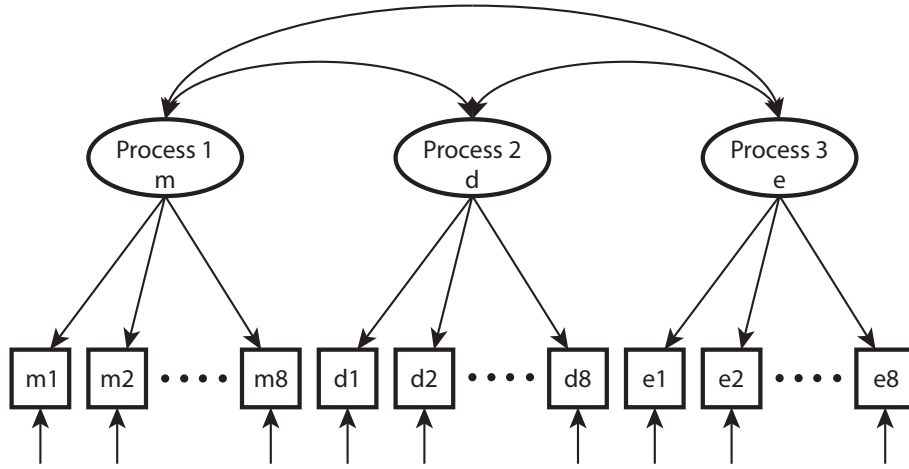 Process 1
m
Process 2
d
Process 3
e
m1 m2 m8 d1 d2 d8 e1 e2 e8